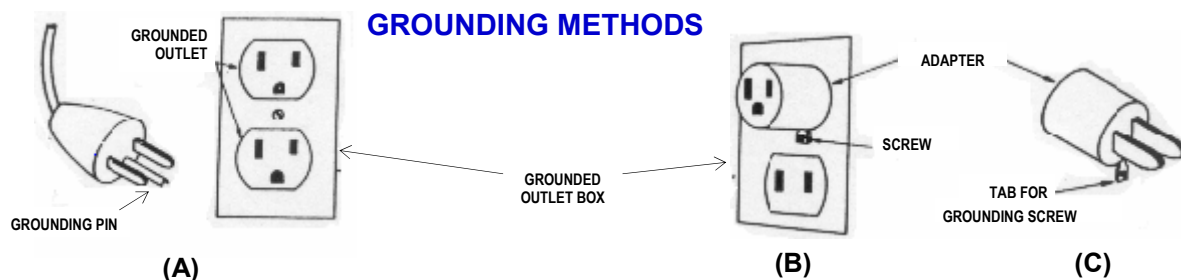 GROUNDING METHODS
GROUNDED
OUTLET
GROUNDING PIN
(A)
GROUNDED
OUTLET BOX
ADAPTER
SCREW
TAB FOR
GROUNDING SCREW
(B)
(C)